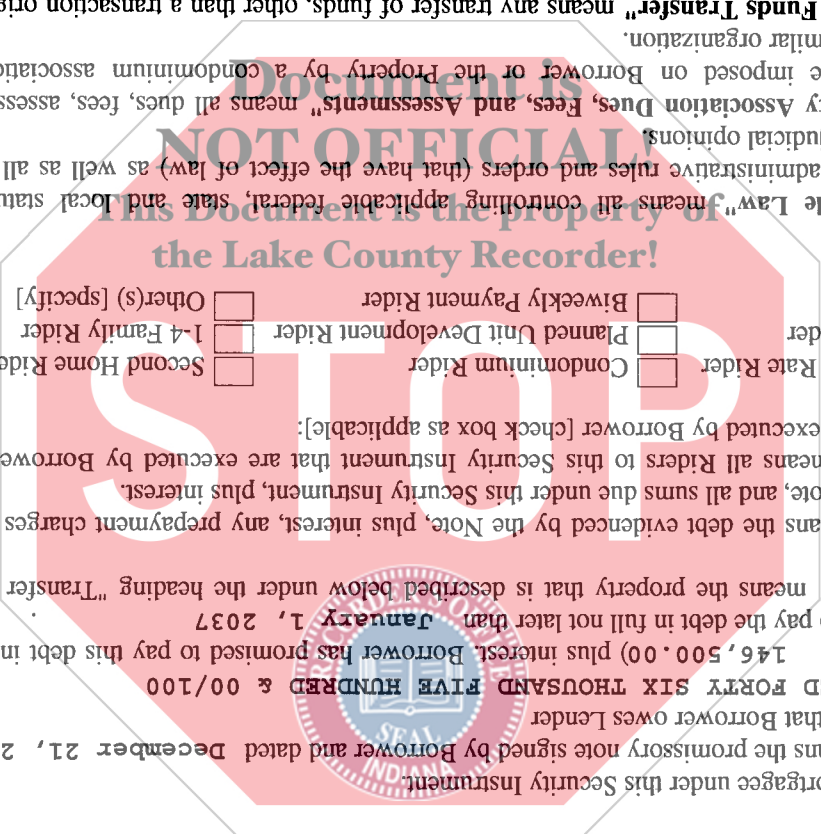 ortgagee under this Security Instrument.
ans the promissory note signed by Borrower and dated December 21, 2
that Borrower owes Lender
D FORTY SIX THOUSAND FIVE HUNDRED & 00/100
146,500.00) plus interest. Borrower has promised to pay this debt in
pay the debt in full not later than January 1, 2037 .
means the property that is described below under the heading "Transfer
ans the debt evidenced by the Note, plus interest, any prepayment charges
ote, and all sums due under this Security Instrument, plus interest.
means all Riders to this Security Instrument that are executed by Borrowe
executed by Borrower [check box as applicable]:
Rate Rider Condominium Rider Second Home Ride
der Planned Unit Development Rider 1-4 Family Rider
Biweekly Payment Rider Other(s) [specify]
le Law" means all controlling applicable federal, state and local statu
administrative rules and orders (that have the effect of law) as well as all
udicial opinions.
ty Association Dues, Fees, and Assessments" means all dues, fees, assess
e imposed on Borrower or the Property by a condominium associatio
milar organization.
Funds Transfer" means any transfer of funds, other than a transaction orig
Document is
NOT OFFICIAL!
This Document is the property of
the Lake County Recorder!
STOP
RECORDER'S OFFICE
SEAL
INDIANA